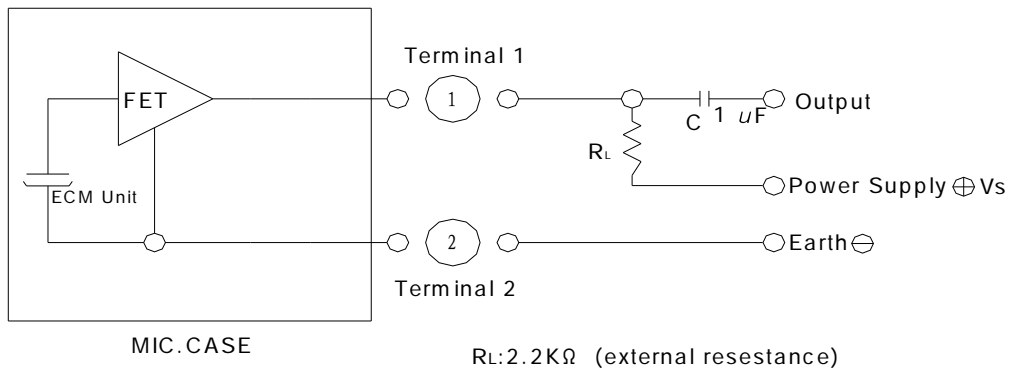 Terminal 1
FET
1
Output
C 1 uF
RL
ECM Unit
Power Supply ⊕ Vs
2
Earth ⊖
Terminal 2
MIC.CASE
RL:2.2KΩ (external resestance)